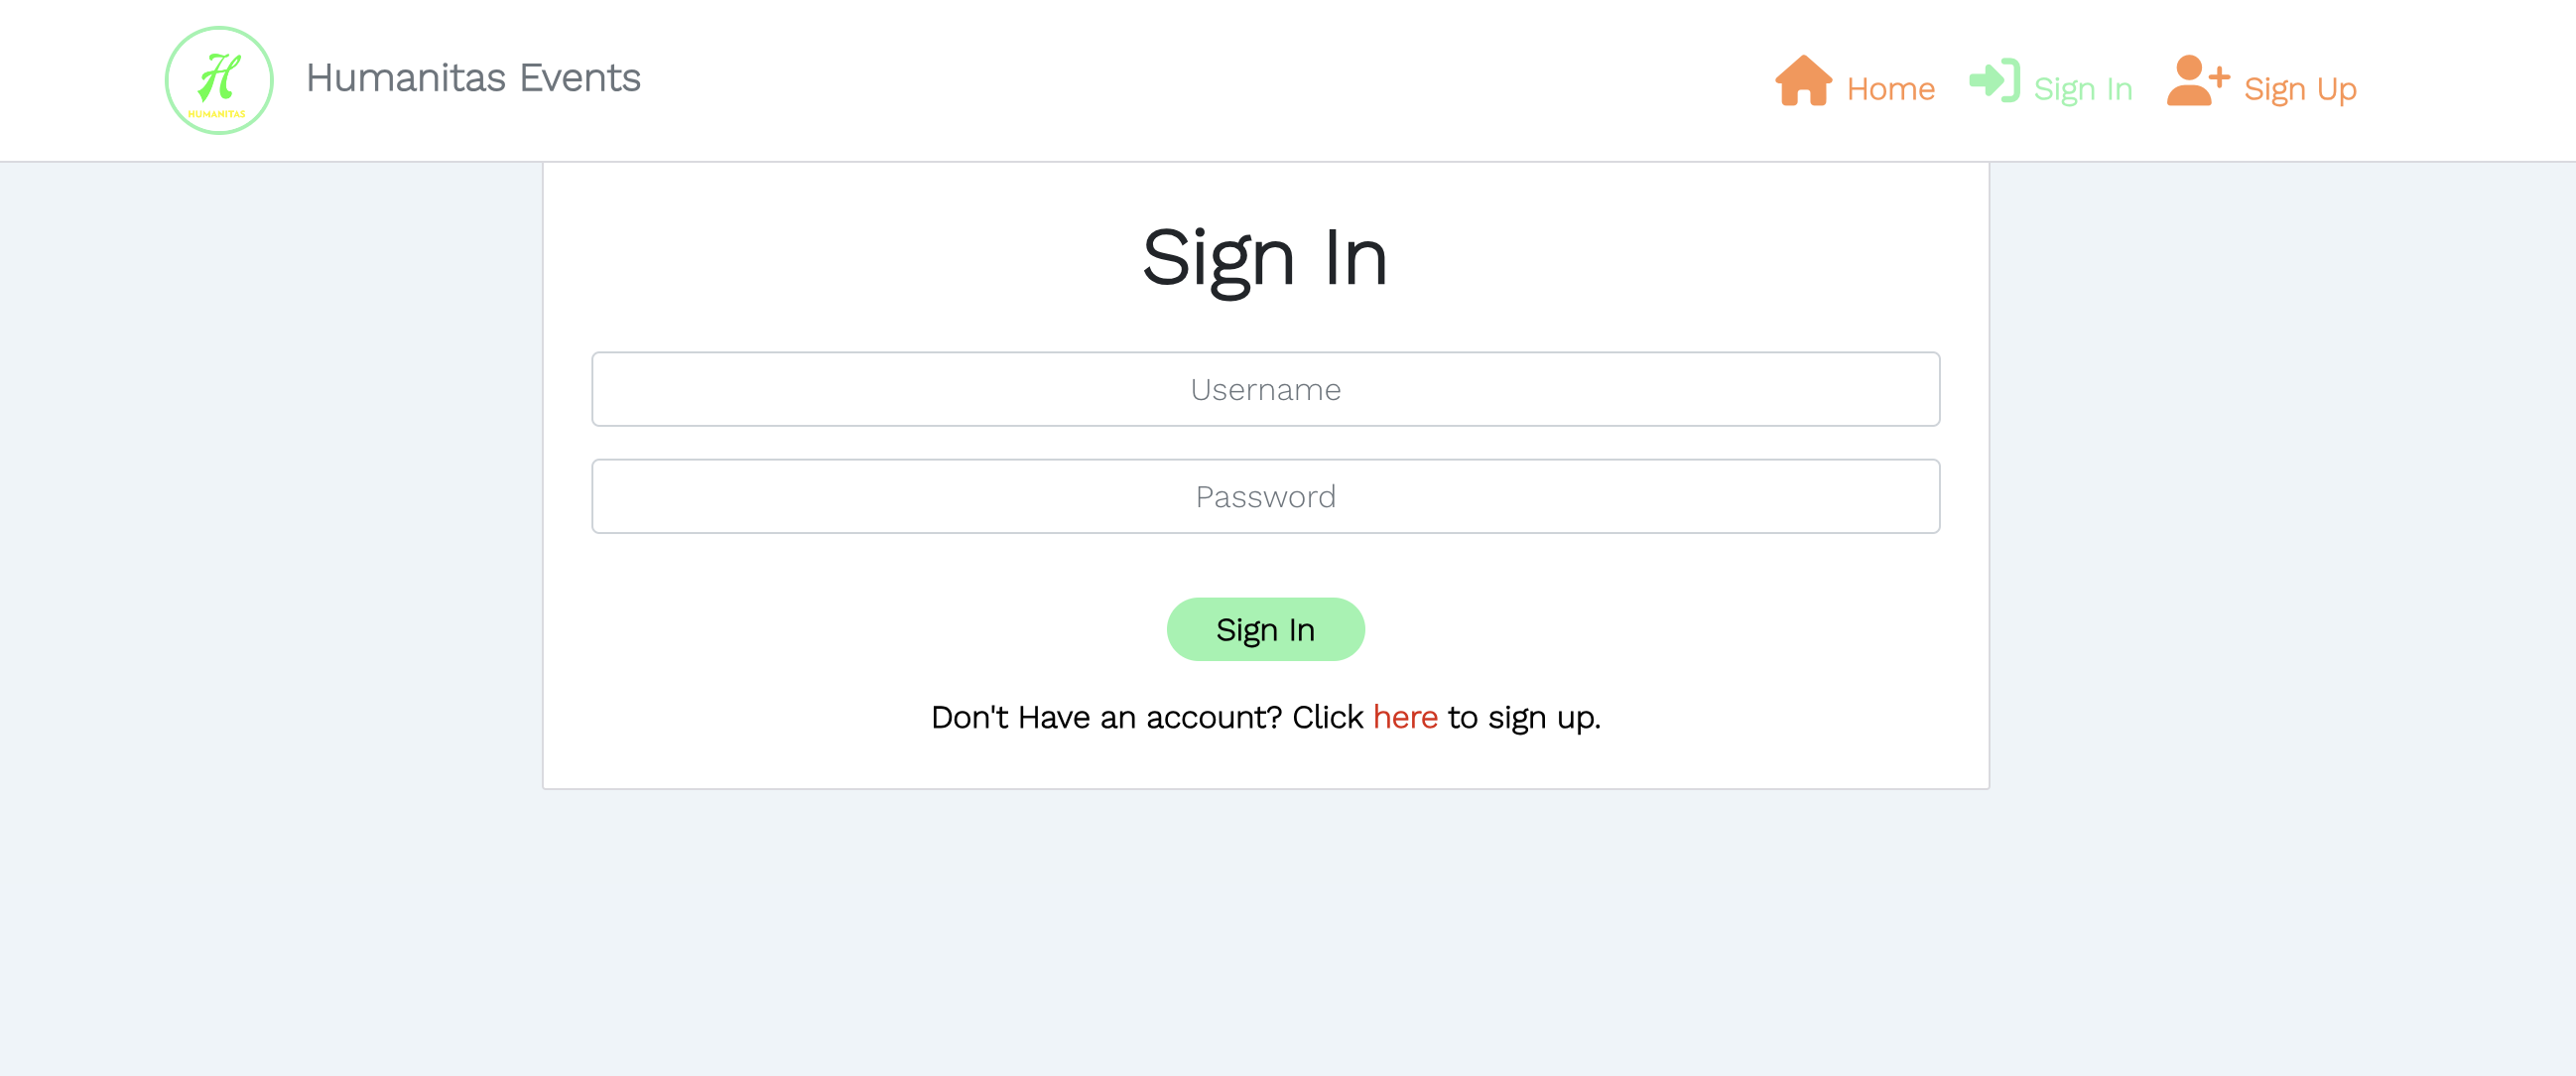 H
HUMANITAS
Humanitas Events
Home
Sign In
Sign Up
Sign In
Username
Password
Sign In
Don't Have an account? Click here to sign up.